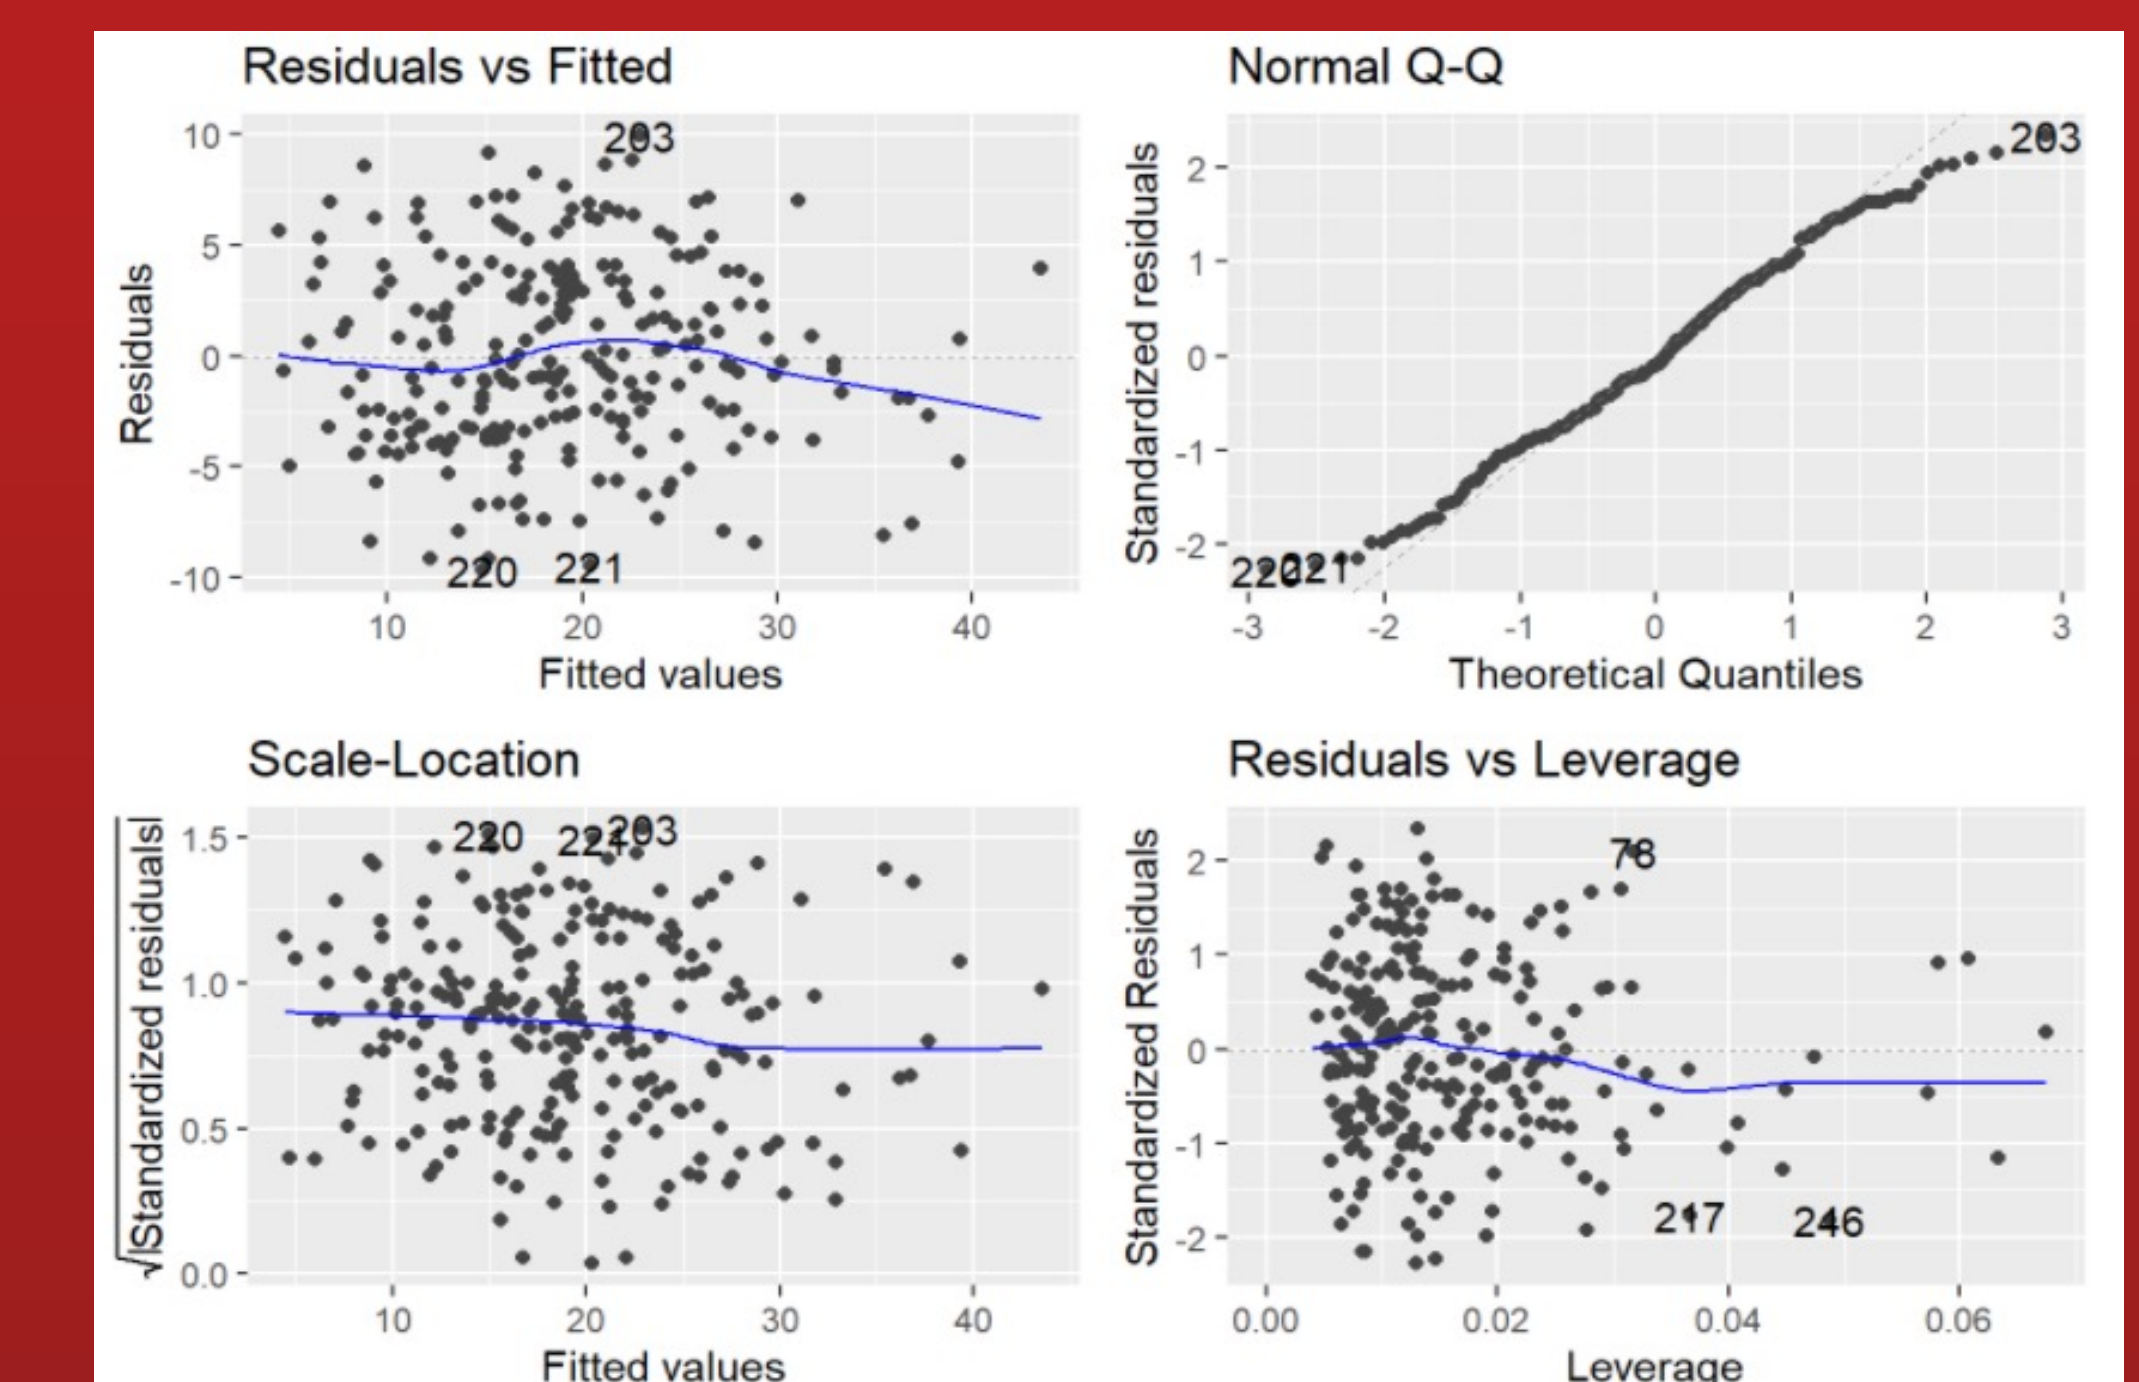 Residuals vs Fitted
203
10
5
0
-5
-10
Residuals
220 221
10 20 30 40
Fitted values
Normal Q-Q
203
2
1
0
-1
-2
Standardized residuals
220 221
-3 -2 -1 0 1 2 3
Theoretical Quantiles
Scale-Location
220 221 203
1.5
1.0
0.5
0.0
√|Standardized residuals|
10 20 30 40
Fitted values
Residuals vs Leverage
78
2
1
0
-1
-2
Standardized Residuals
217 246
0.00 0.02 0.04 0.06
Leverage